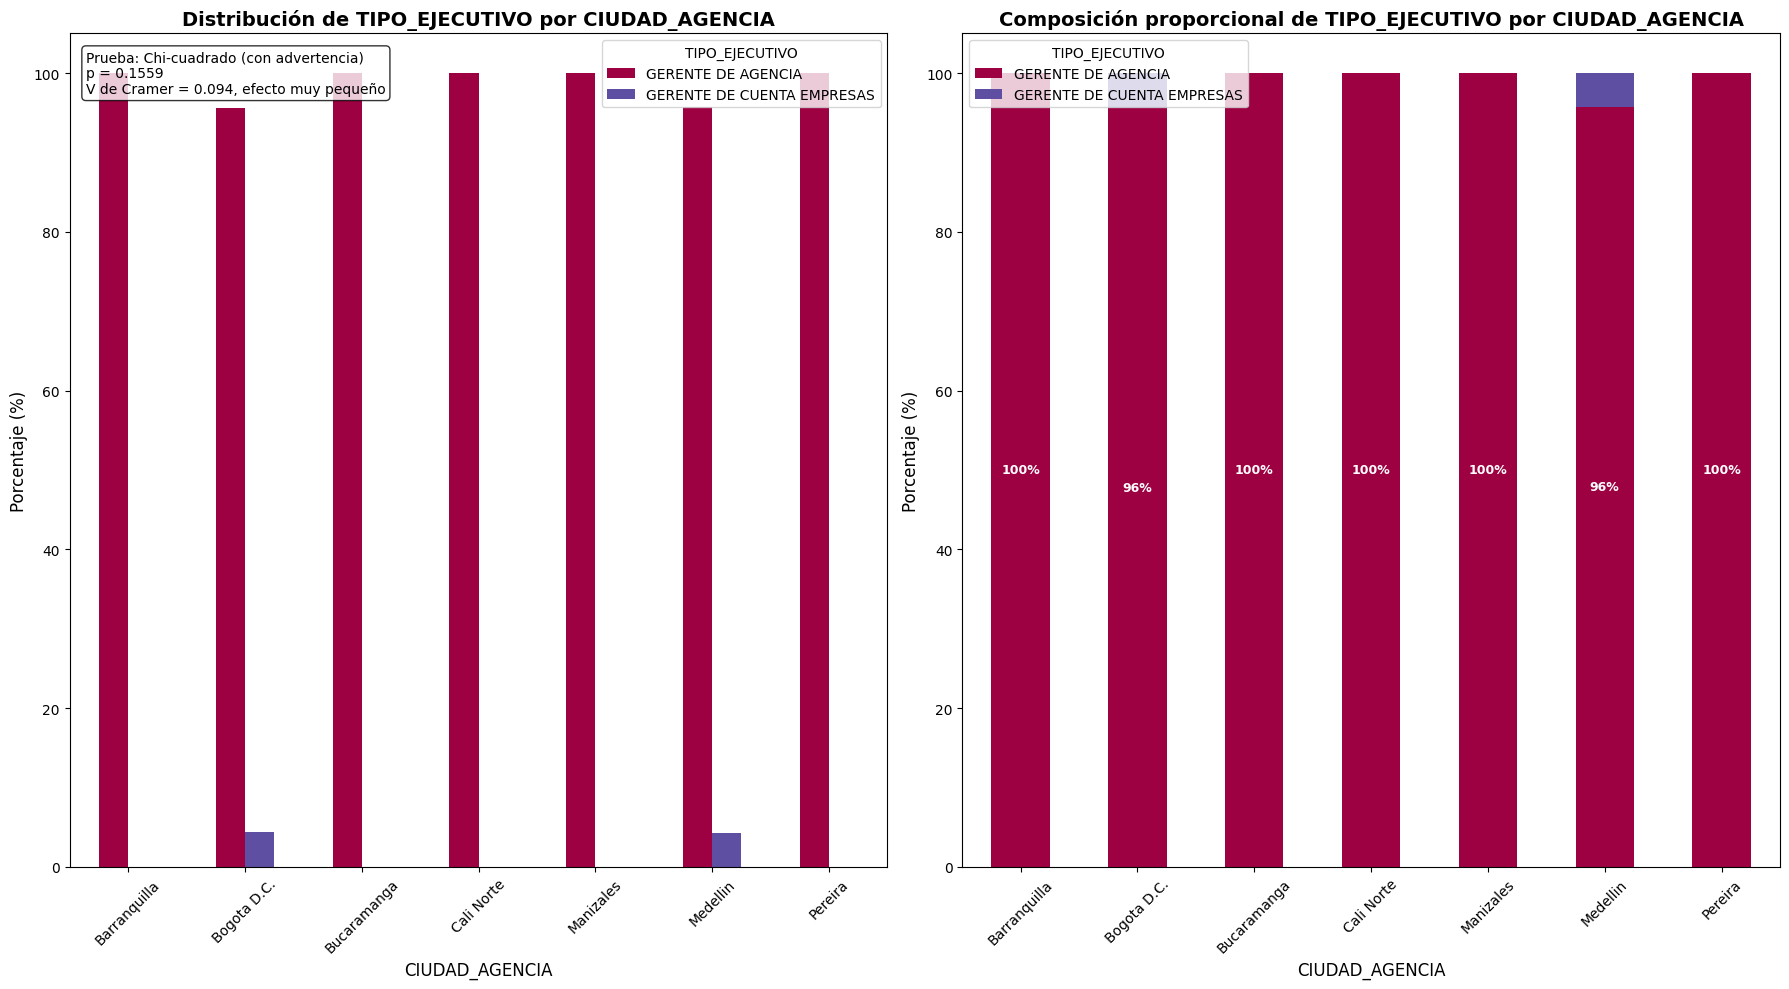 Distribución de TIPO_EJECUTIVO por CIUDAD_AGENCIA
Prueba: Chi-cuadrado (con advertencia)
p = 0.1559
V de Cramer = 0.094, efecto muy pequeño
TIPO_EJECUTIVO
GERENTE DE AGENCIA
GERENTE DE CUENTA EMPRESAS
Porcentaje (%)
100
80
60
40
20
0
Barranquilla
Bogota D.C.
Bucaramanga
Cali Norte
Manizales
Medellin
Pereira
CIUDAD_AGENCIA
Composición proporcional de TIPO_EJECUTIVO por CIUDAD_AGENCIA
TIPO_EJECUTIVO
GERENTE DE AGENCIA
GERENTE DE CUENTA EMPRESAS
Porcentaje (%)
100
80
60
40
20
0
100%
96%
100%
100%
100%
96%
100%
Barranquilla
Bogota D.C.
Bucaramanga
Cali Norte
Manizales
Medellin
Pereira
CIUDAD_AGENCIA